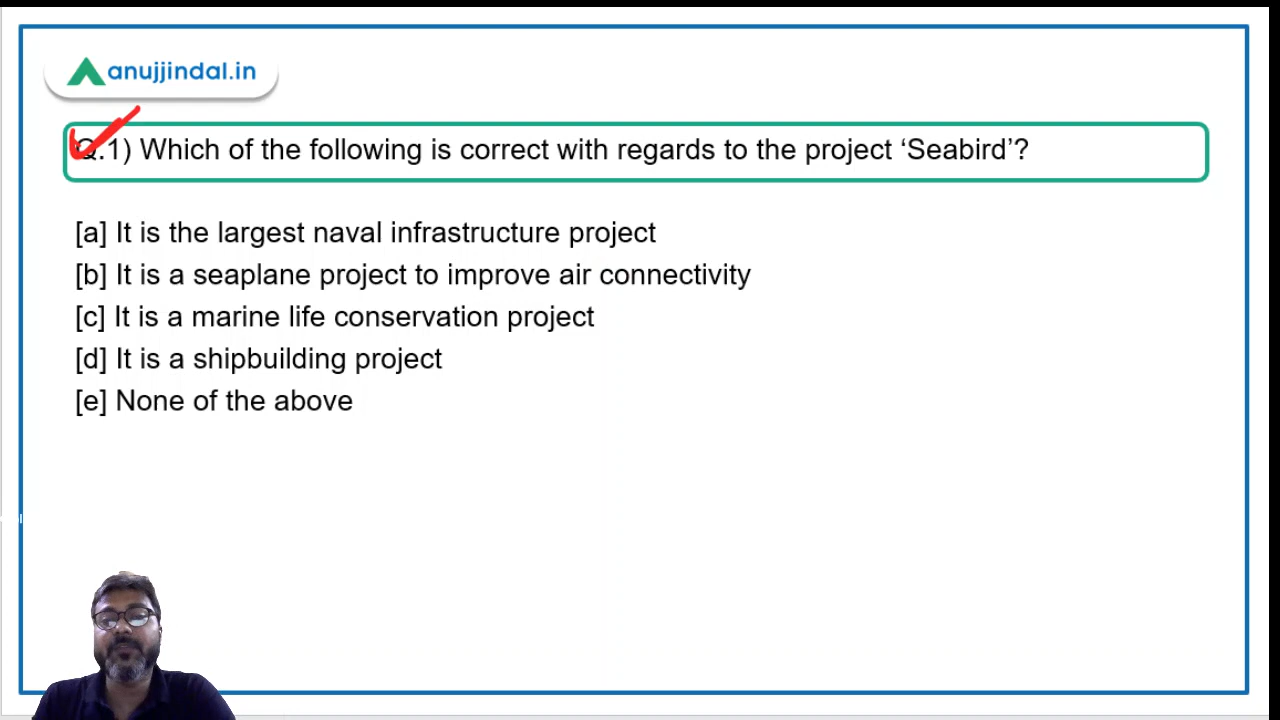 anujjindal.in
Q.1) Which of the following is correct with regards to the project ‘Seabird’?
[a] It is the largest naval infrastructure project
[b] It is a seaplane project to improve air connectivity
[c] It is a marine life conservation project
[d] It is a shipbuilding project
[e] None of the above